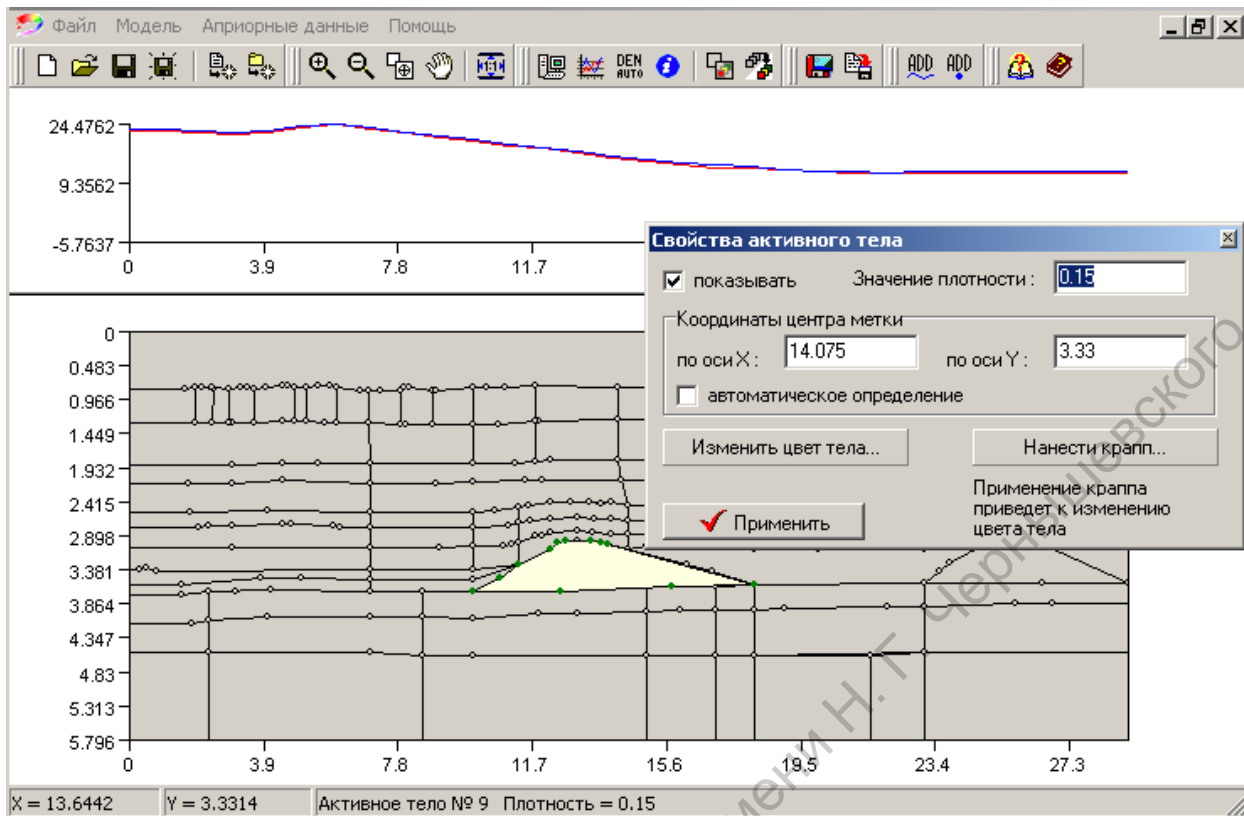 Файл Модель Априорные данные Помощь
DEN AUTO ADD ADD
24.4762
9.3562
-5.7637
0 3.9 7.8 11.7
Свойства активного тела
показывать Значение плотности : 0.15
Координаты центра метки
по оси X : 14.075 по оси Y : 3.33
автоматическое определение
Изменить цвет тела... Нанести крапп...
Применение краппа
приведет к изменению
цвета тела
Применить
0
0.483
0.966
1.449
1.932
2.415
2.898
3.381
3.864
4.347
4.83
5.313
5.796
0 3.9 7.8 11.7 15.6 19.5 23.4 27.3
X = 13.6442 Y = 3.3314 Активное тело № 9 Плотность = 0.15
имени Н. Г. Чернышевского